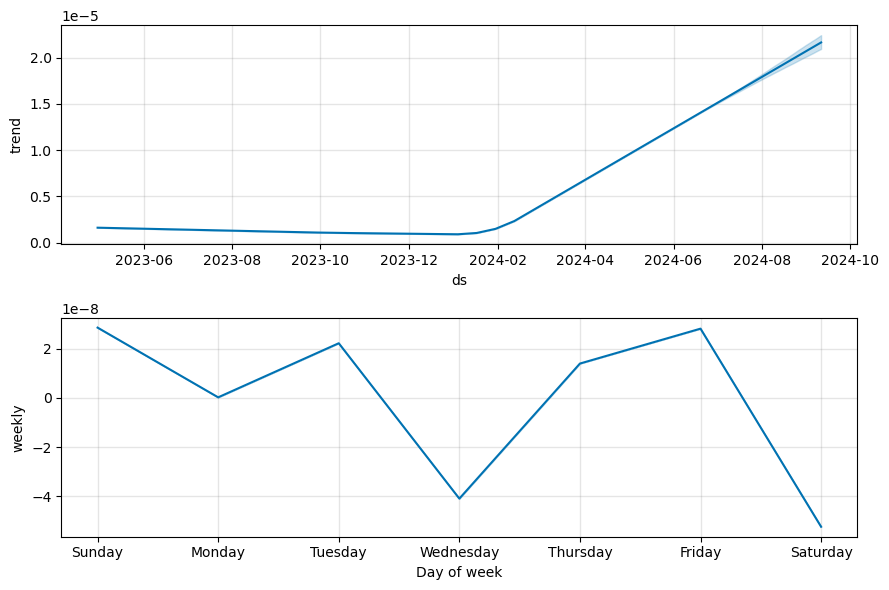 1e−5
2.0
1.5
1.0
0.5
0.0
trend
2023-06 2023-08 2023-10 2023-12 2024-02 2024-04 2024-06 2024-08 2024-10
ds
1e−8
2
0
−2
−4
weekly
Sunday Monday Tuesday Wednesday Thursday Friday Saturday
Day of week